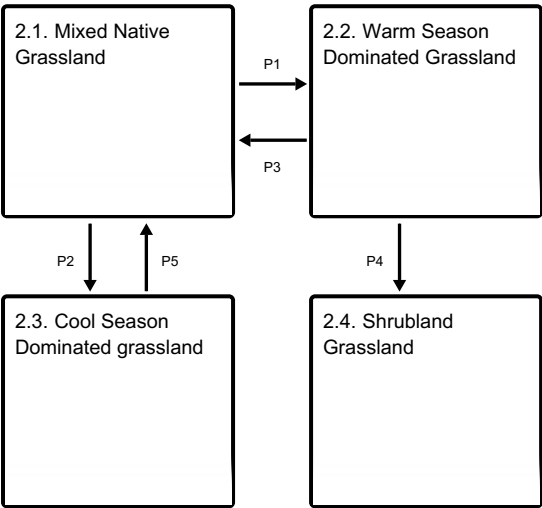 2.1. Mixed Native
Grassland
P1
2.2. Warm Season
Dominated Grassland
P3
P2
P5
P4
2.3. Cool Season
Dominated grassland
2.4. Shrubland
Grassland